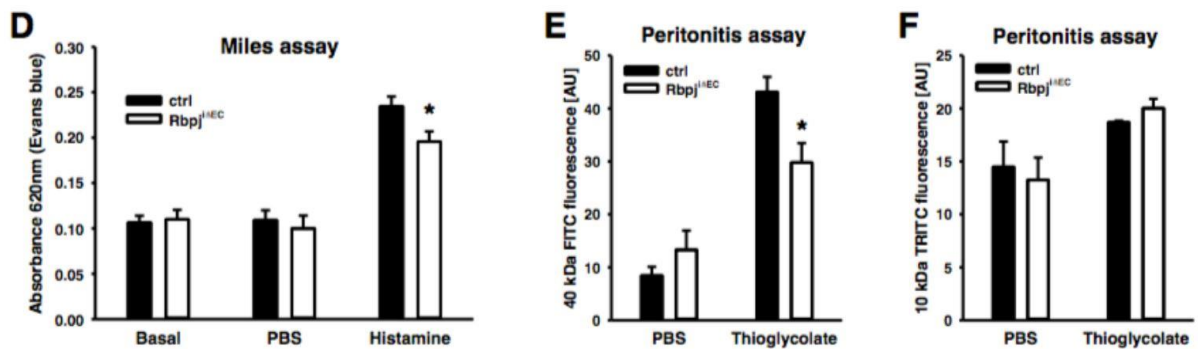 D
Miles assay
Absorbance 620nm (Evans blue)
0.30
0.25
0.20
0.15
0.10
0.05
0.00
ctrl
Rbpj^iΔEC
*
Basal
PBS
Histamine
E
Peritonitis assay
40 kDa FITC fluorescence [AU]
50
40
30
20
10
0
ctrl
Rbpj^iΔEC
*
PBS
Thioglycolate
F
Peritonitis assay
10 kDa TRITC fluorescence [AU]
25
20
15
10
5
0
ctrl
Rbpj^iΔEC
PBS
Thioglycolate